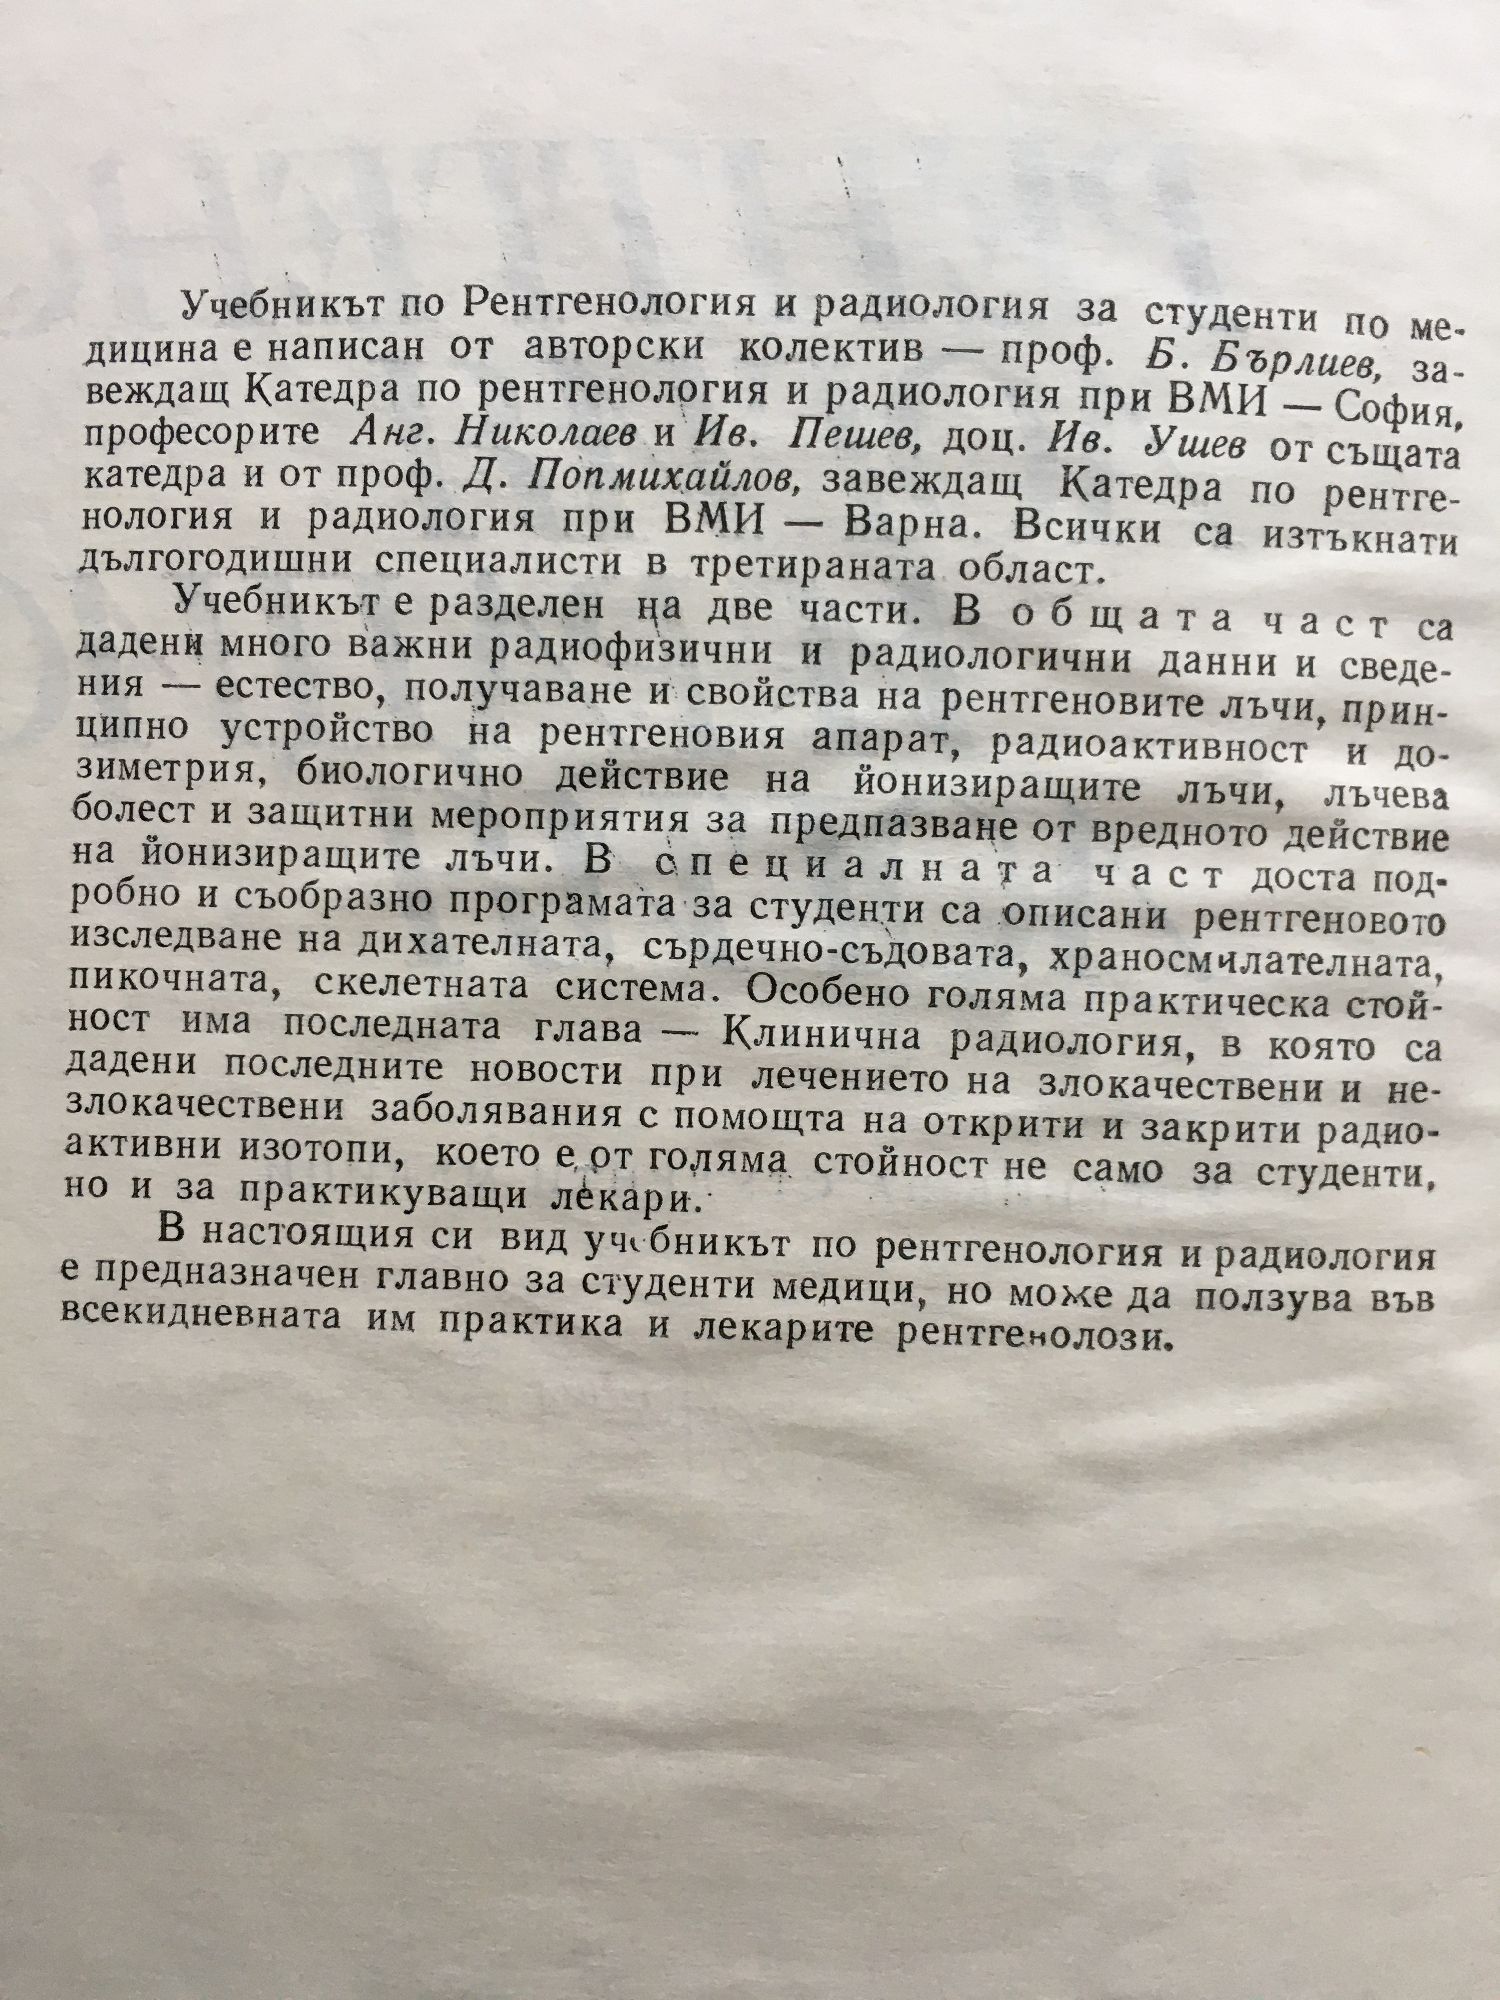 Учебникът по Рентгенология и радиология за студенти по ме-
дицина е написан от авторски колектив — проф. Б. Бърлиев, за-
веждащ Катедра по рентгенология и радиология при ВМИ — София,
професорите Анг. Николаев и Ив. Пешев, доц. Ив. Ушев от същата
катедра и от проф. Д. Попмихайлов, завеждащ Катедра по рентге-
нология и радиология при ВМИ — Варна. Всички са изтъкнати
дългогодишни специалисти в третираната област.
Учебникът е разделен на две части. В общата част са
дадени много важни радиофизични и радиологични данни и сведе-
ния — естество, получаване и свойства на рентгеновите лъчи, прин-
ципно устройство на рентгеновия апарат, радиоактивност и до-
зиметрия, биологично действие на йонизиращите лъчи, лъчева
болест и защитни мероприятия за предпазване от вредното действие
на йонизиращите лъчи. В специалната част доста под-
робно и съобразно програмата за студенти са описани рентгеновото
изследване на дихателната, сърдечно-съдовата, храносмилателната,
пикочната, скелетната система. Особено голяма практическа стой-
ност има последната глава — Клинична радиология, в която са
дадени последните новости при лечението на злокачествени и не-
злокачествени заболявания с помощта на открити и закрити радио-
активни изотопи, което е от голяма стойност не само за студенти,
но и за практикуващи лекари.
В настоящия си вид учебникът по рентгенология и радиология
е предназначен главно за студенти медици, но може да ползува във
всекидневната им практика и лекарите рентгенолози.